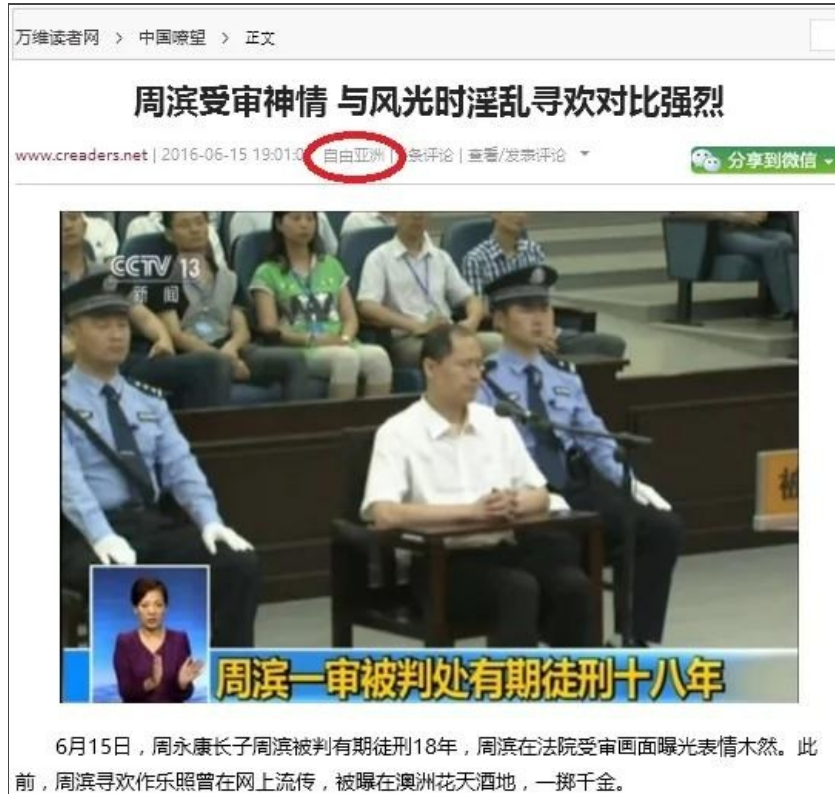 万维读者网 > 中国嘹望 > 正文
周滨受审神情 与风光时淫乱寻欢对比强烈
www.creaders.net | 2016-06-15 19:01:0 自由亚洲 | 条评论 | 查看/发表评论
分享到微信
CCTV 13
新闻
被
周滨一审被判处有期徒刑十八年
6月15日，周永康长子周滨被判有期徒刑18年，周滨在法院受审画面曝光表情木然。此
前，周滨寻欢作乐照曾在网上流传，被曝在澳洲花天酒地，一掷千金。